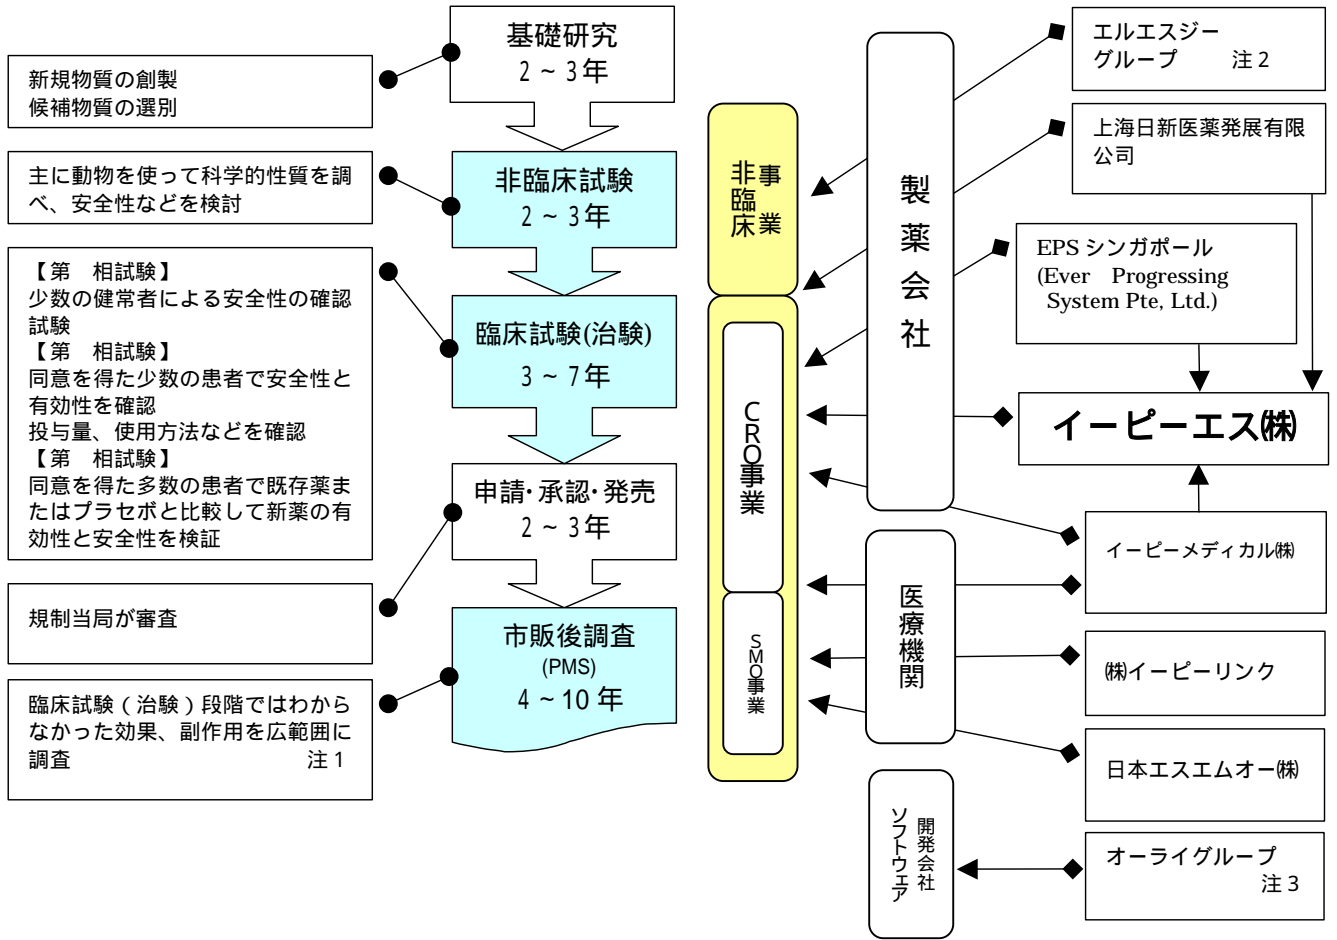 基礎研究
2~3年
新規物質の創製
候補物質の選別
非臨床試験
2~3年
主に動物を使って科学的性質を調
べ、安全性などを検討
臨床試験(治験)
3~7年
【第　相試験】
少数の健常者による安全性の確認
試験
【第　相試験】
同意を得た少数の患者で安全性と
有効性を確認
投与量、使用方法などを確認
【第　相試験】
同意を得た多数の患者で既存薬ま
たはプラセボと比較して新薬の有
効性と安全性を検証
申請・承認・発売
2~3年
規制当局が審査
市販後調査
(PMS)
4~10年
臨床試験(治験)段階ではわから
なかった効果、副作用を広範囲に
調査　注1
非臨床
事業
CRO事業
SMO事業
製薬会社
医療機関
ソフトウェア
開発会社
エルエスジー
グループ　注2
上海日新医薬発展有限
公司
EPSシンガポール
(Ever Progressing
System Pte, Ltd.)
イーピーエス㈱
イーピーメディカル㈱
㈱イーピーリンク
日本エスエムオー㈱
オーライグループ
注3